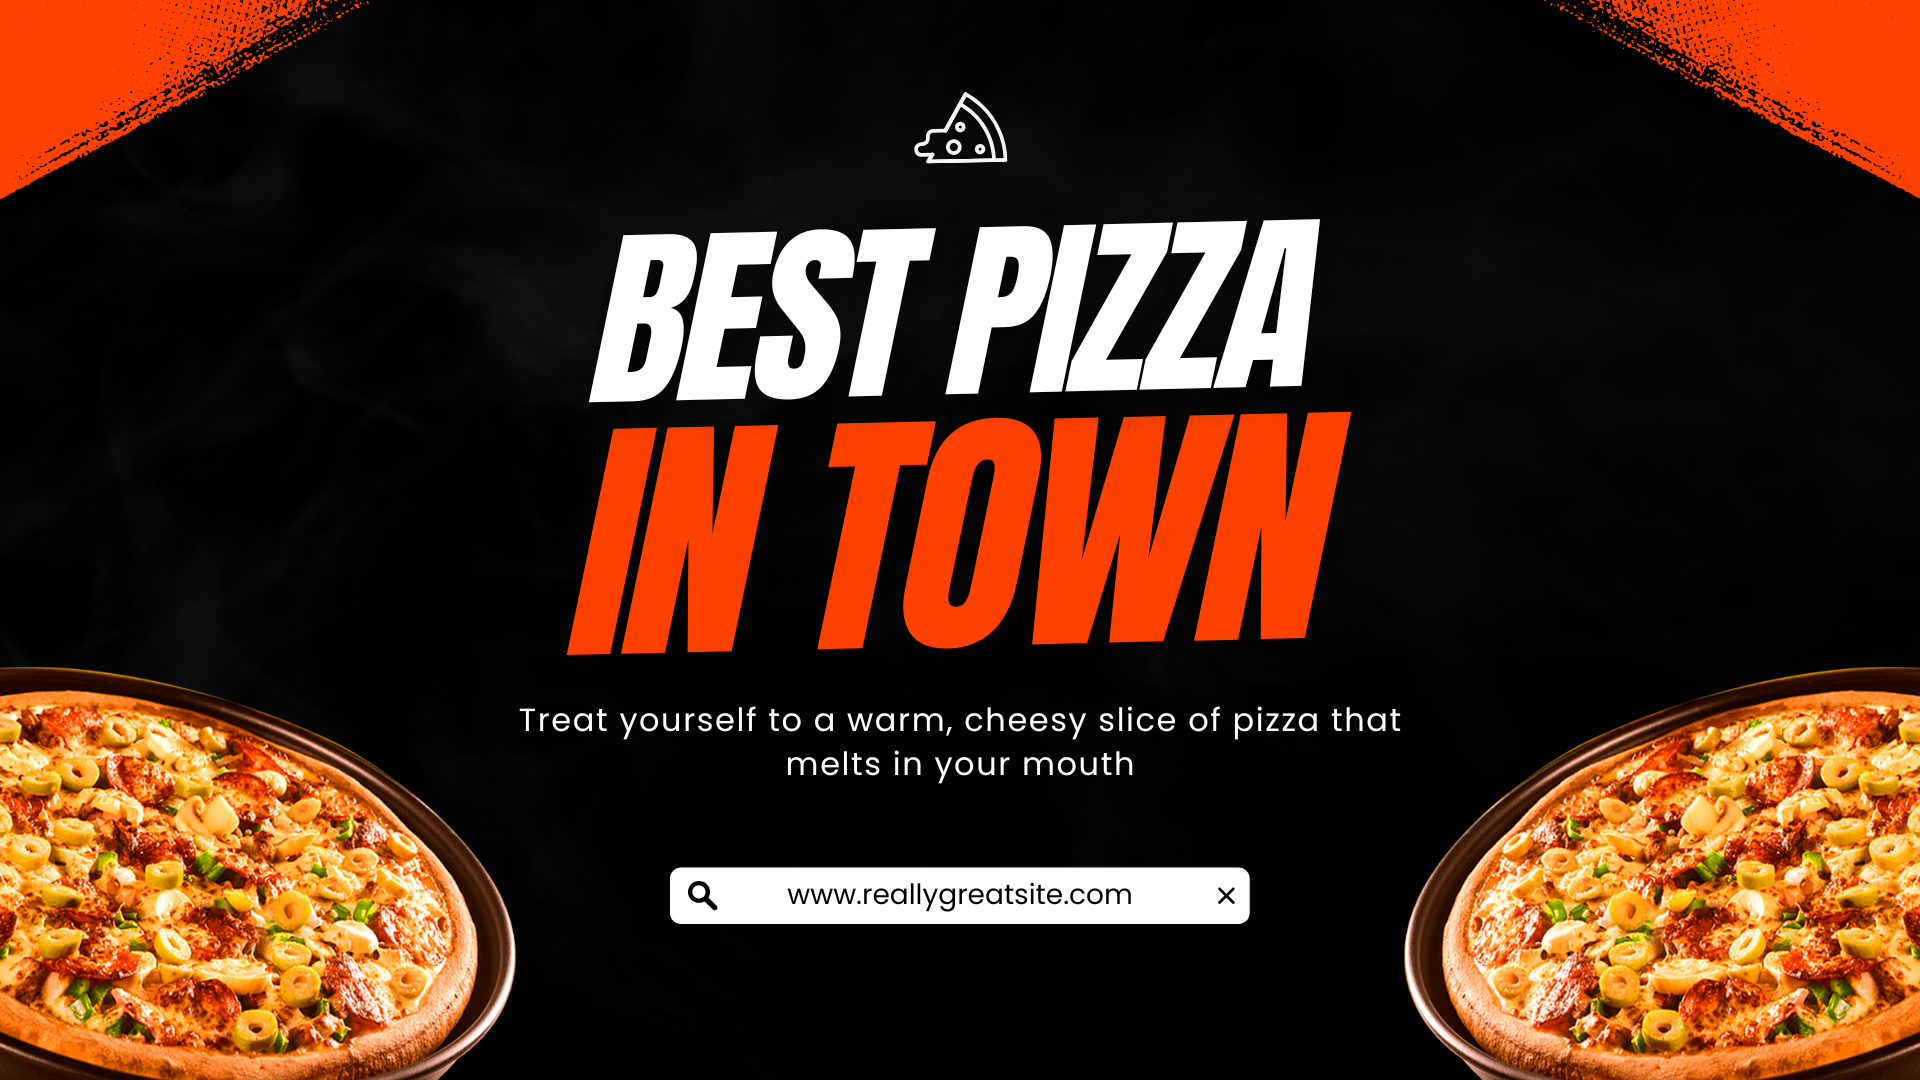 BEST PIZZA
IN TOWN
Treat yourself to a warm, cheesy slice of pizza that
melts in your mouth
www.reallygreatsite.com